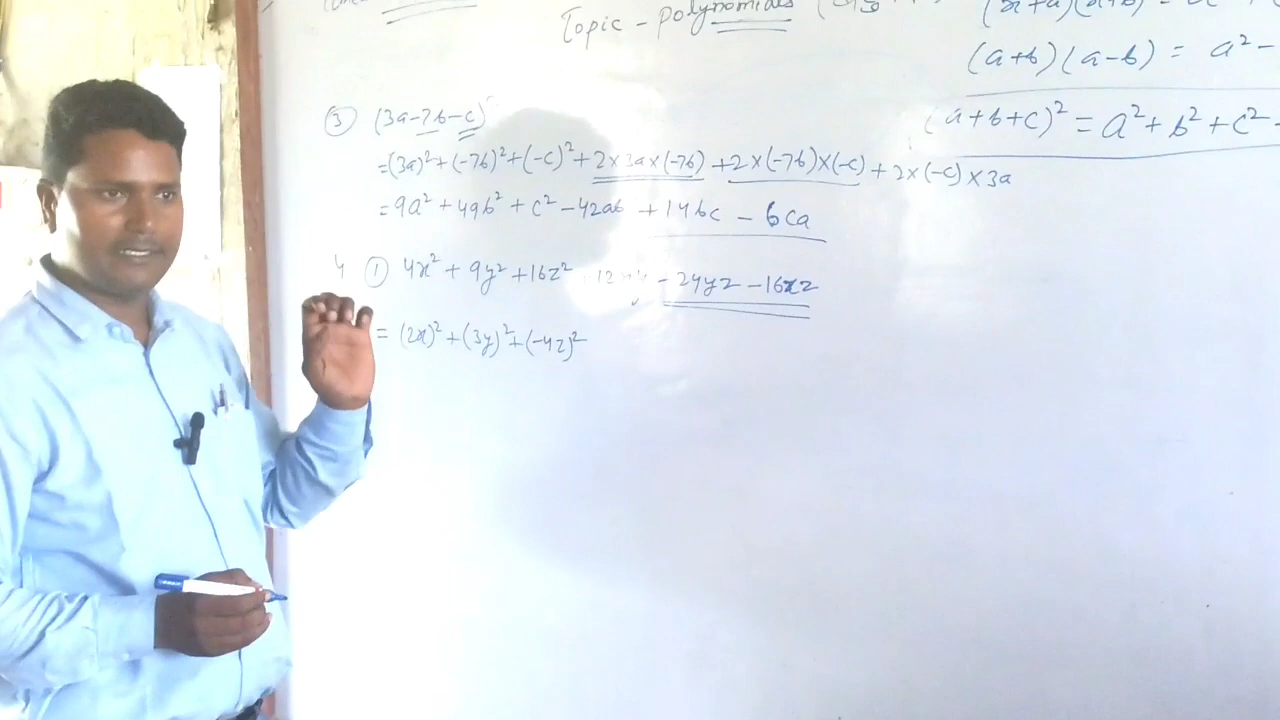 Topic - polynomials
(x+a)(x+b) =
(a+b)(a-b) = a² -
(a+b+c)² = a² + b² + c² -
③ (3a-7b-c)²
=(3a)²+(-7b)²+(-c)²+2×3a×(-7b) +2×(-7b)×(-c) + 2×(-c)×3a
= 9a² + 49b² + c² - 42ab + 14bc - 6ca
4 ① 4x² + 9y² + 16z² + 12xy - 24yz - 16xz
= (2x)² + (3y)² + (-4z)²